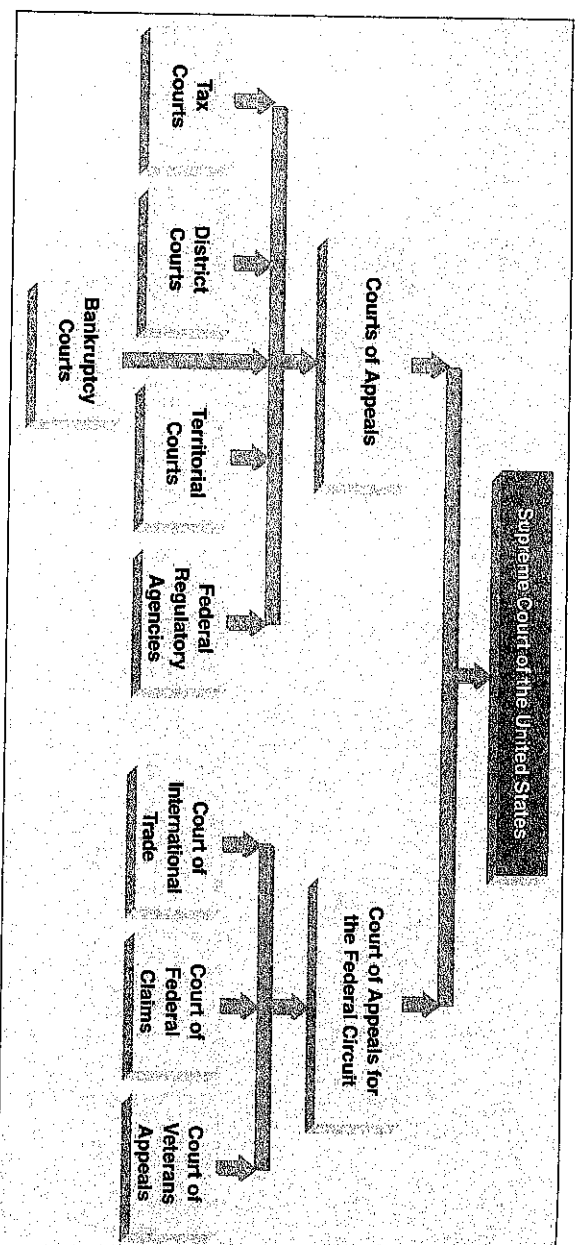 Supreme Court of the United States
Courts of Appeals
Court of Appeals for
the Federal Circuit
Tax
Courts
District
Courts
Territorial
Courts
Federal
Regulatory
Agencies
Court of
International
Trade
Court of
Federal
Claims
Court of
Veterans
Appeals
Bankruptcy
Courts